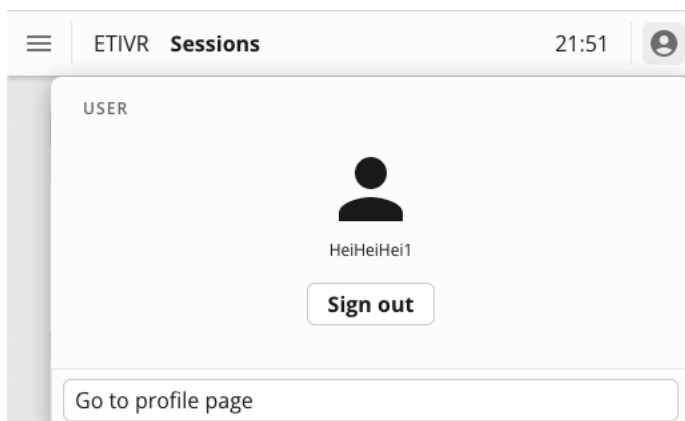 ETIVR Sessions 21:51
USER
HeiHeiHei1
Sign out
Go to profile page